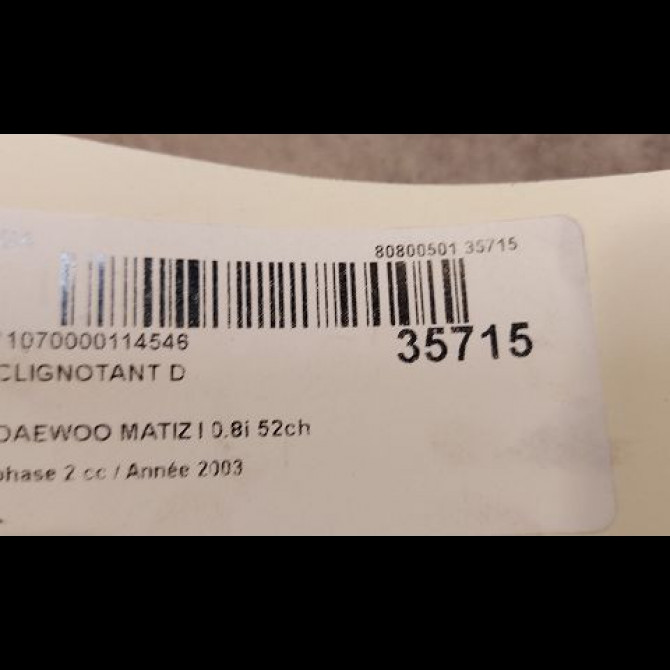 80800501 35715
1070000114546
35715
CLIGNOTANT D
DAEWOO MATIZ I 0.8i 52ch
phase 2 cc / Année 2003